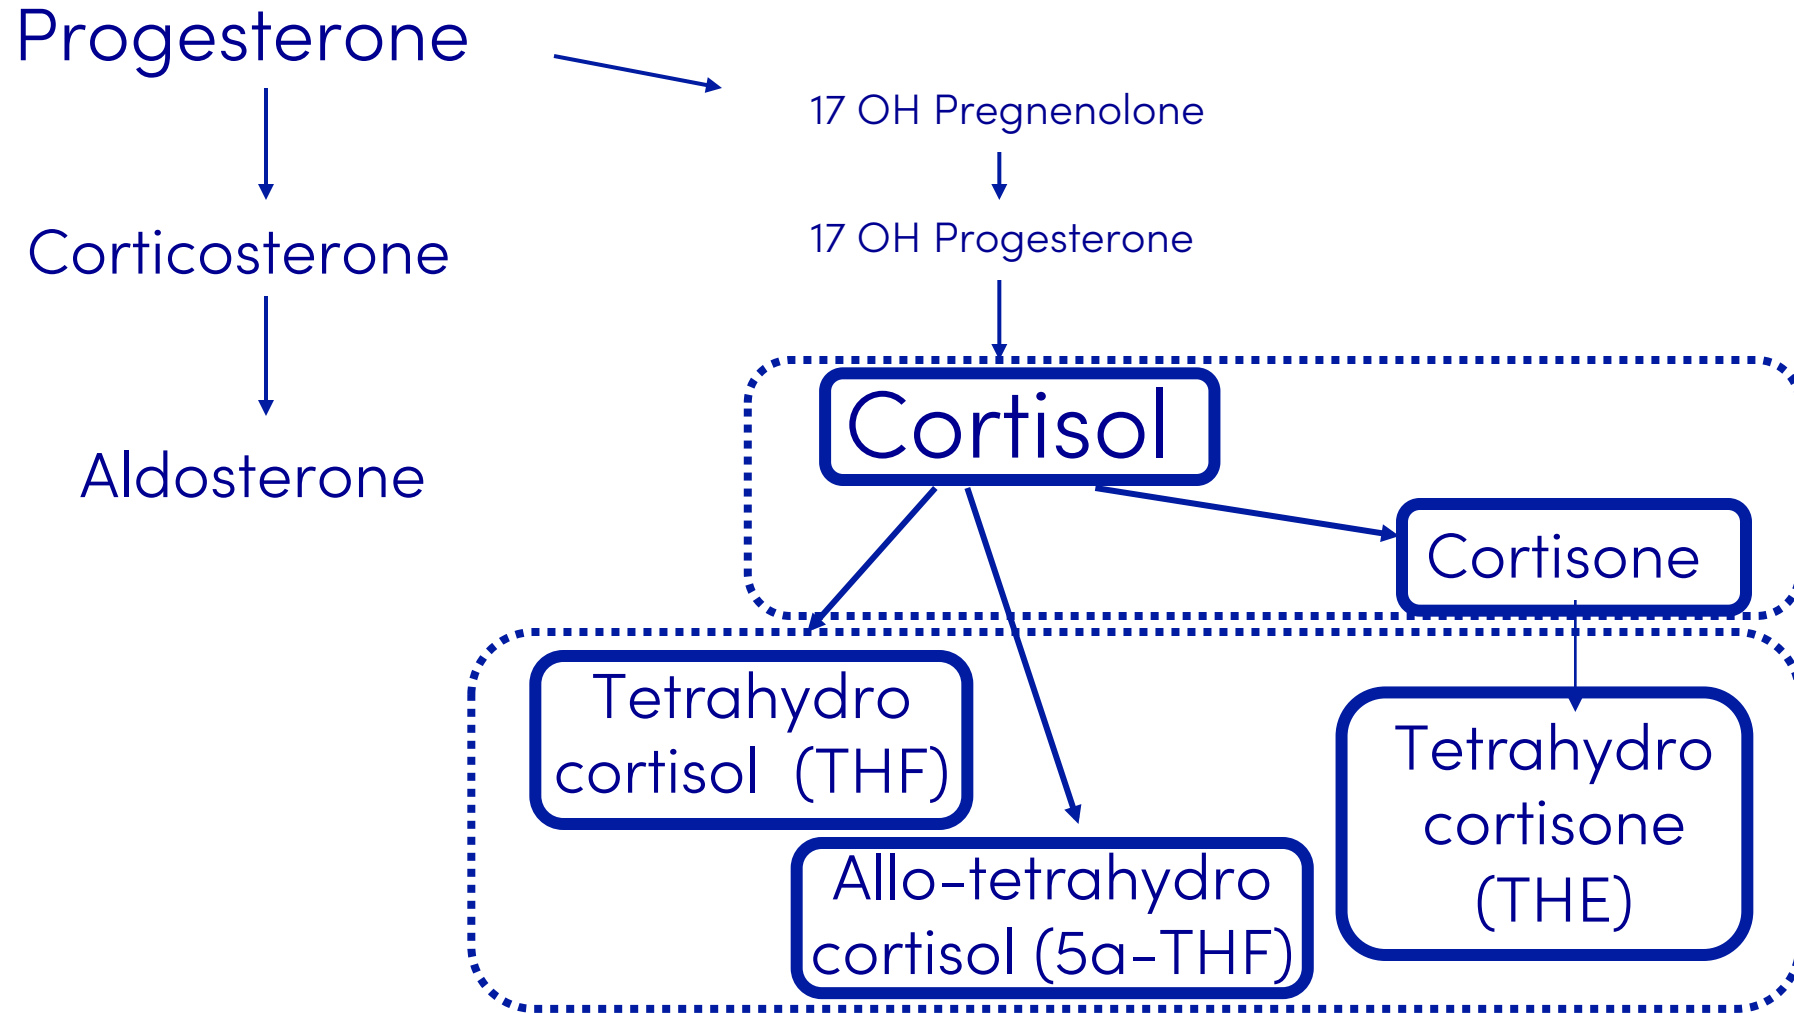 Progesterone
17 OH Pregnenolone
Corticosterone
17 OH Progesterone
Cortisol
Aldosterone
Cortisone
Tetrahydro
cortisol (THF)
Tetrahydro
cortisone
(THE)
Allo-tetrahydro
cortisol (5a-THF)